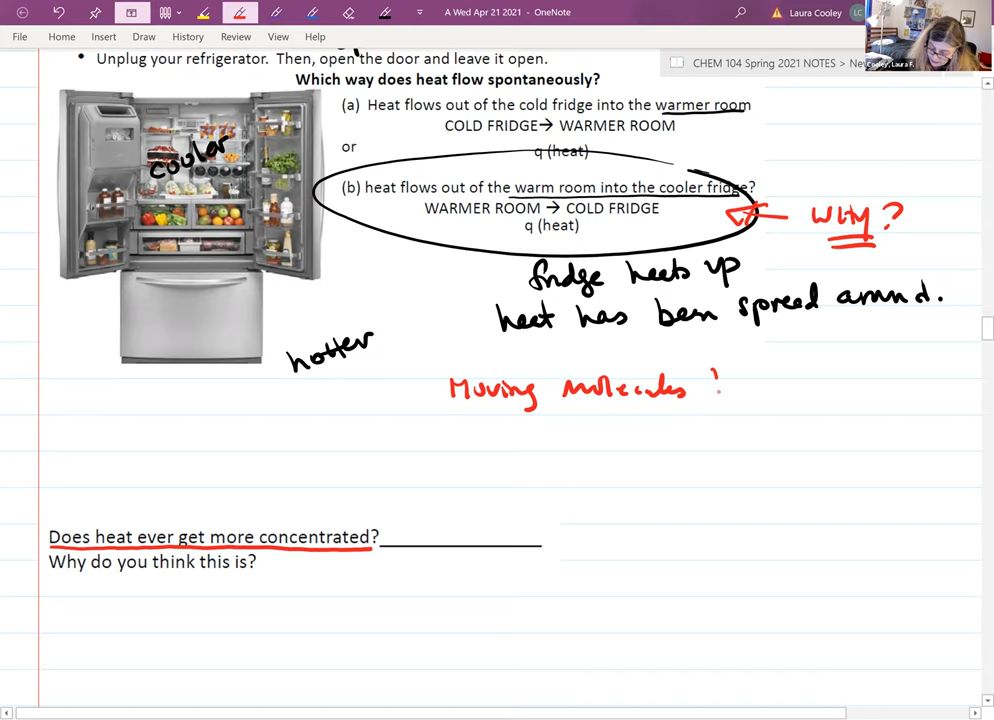 A Wed Apr 21 2021 - OneNote
Laura Cooley
LC
File Home Insert Draw History Review View Help
Cooley, Laura F.
CHEM 104 Spring 2021 NOTES > Ne
• Unplug your refrigerator. Then, open the door and leave it open.
Which way does heat flow spontaneously?
(a) Heat flows out of the cold fridge into the warmer room
COLD FRIDGE→ WARMER ROOM
or
q (heat)
cooler
(b) heat flows out of the warm room into the cooler fridge?
WARMER ROOM → COLD FRIDGE
q (heat)
WHY?
fridge heats up
heat has been spread around.
hotter
Moving molecules
Does heat ever get more concentrated?_______________
Why do you think this is?